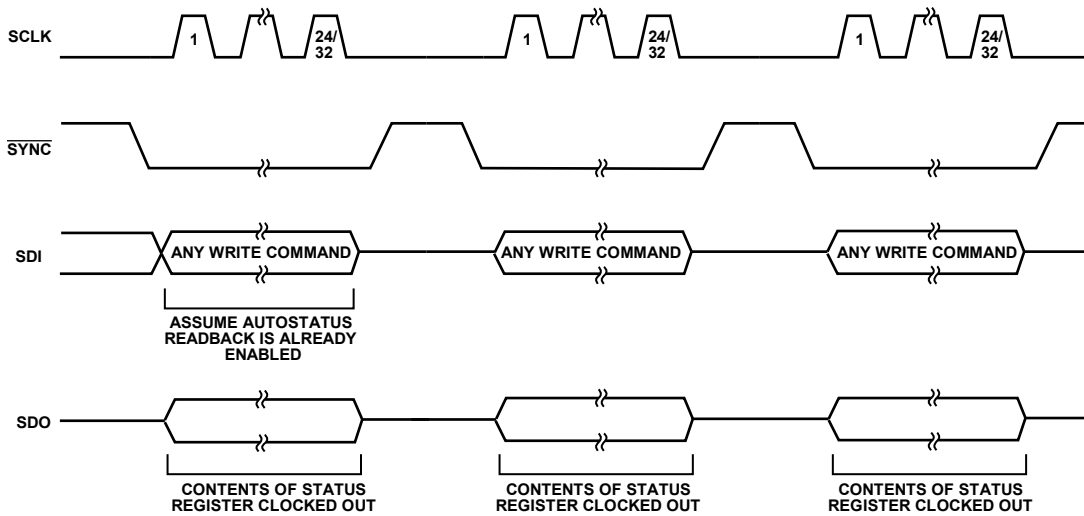 SCLK
1
24/
32
1
24/
32
1
24/
32
SYNC
SDI
ANY WRITE COMMAND
ANY WRITE COMMAND
ANY WRITE COMMAND
ASSUME AUTOSTATUS
READBACK IS ALREADY
ENABLED
SDO
CONTENTS OF STATUS
REGISTER CLOCKED OUT
CONTENTS OF STATUS
REGISTER CLOCKED OUT
CONTENTS OF STATUS
REGISTER CLOCKED OUT